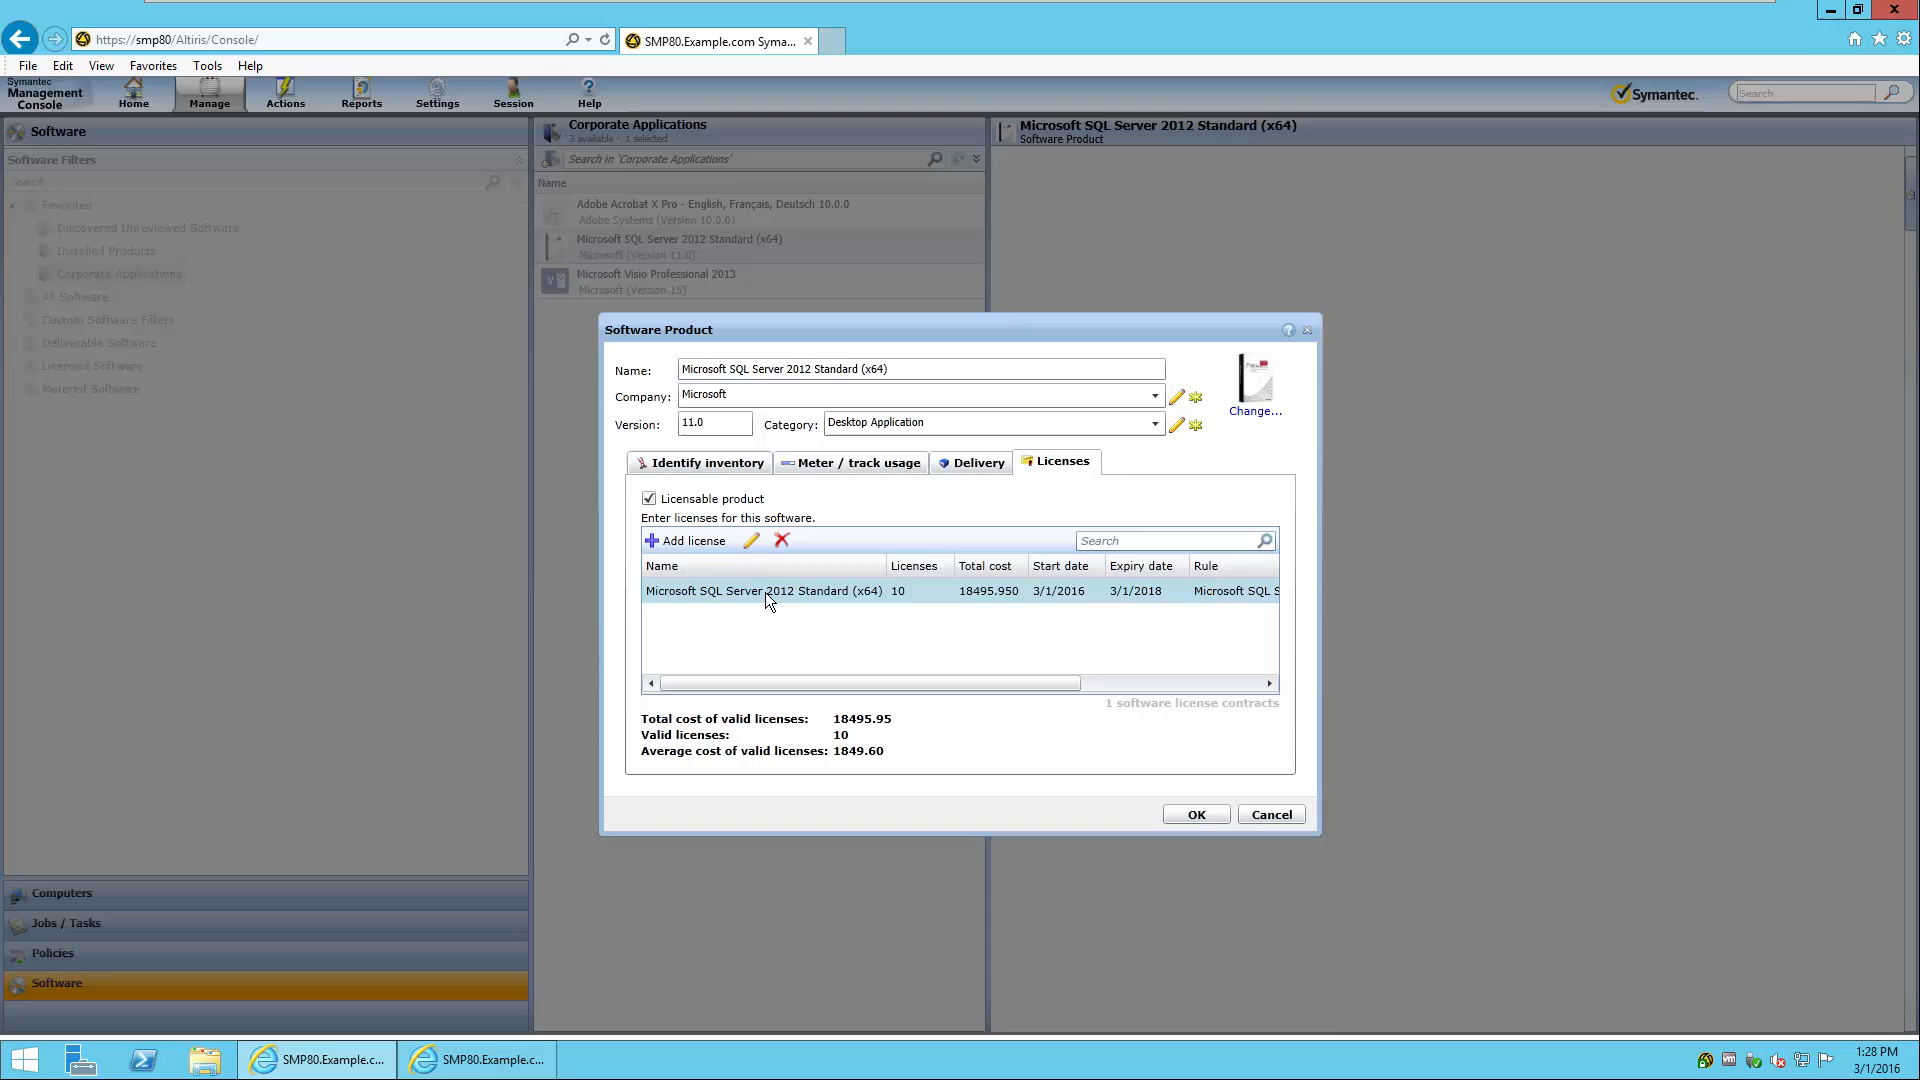 https://smp80/Altiris/Console/
SMP80.Example.com Syma...
File Edit View Favorites Tools Help
Symantec
Management
Console
Home
Manage
Actions
Reports
Settings
Session
Help
Symantec.
Search
Software
Software Filters
Search
Favorites
Discovered Unreviewed Software
Installed Products
Corporate Applications
All Software
Custom Software Filters
Deliverable Software
Licensed Software
Metered Software
Computers
Jobs / Tasks
Policies
Software
Corporate Applications
3 available - 1 selected
Search in 'Corporate Applications'
Name
Adobe Acrobat X Pro - English, Français, Deutsch 10.0.0
Adobe Systems (Version 10.0.0)
Microsoft SQL Server 2012 Standard (x64)
Microsoft (Version 11.0)
Microsoft Visio Professional 2013
Microsoft (Version 15)
Microsoft SQL Server 2012 Standard (x64)
Software Product
Software Product
Name: Microsoft SQL Server 2012 Standard (x64)
Company: Microsoft
Version: 11.0 Category: Desktop Application
Change...
Identify inventory Meter / track usage Delivery Licenses
Licensable product
Enter licenses for this software.
Add license Search
Name Licenses Total cost Start date Expiry date Rule
Microsoft SQL Server 2012 Standard (x64) 10 18495.950 3/1/2016 3/1/2018 Microsoft SQL S
1 software license contracts
Total cost of valid licenses: 18495.95
Valid licenses: 10
Average cost of valid licenses: 1849.60
OK Cancel
SMP80.Example.c...
SMP80.Example.c...
1:28 PM
3/1/2016